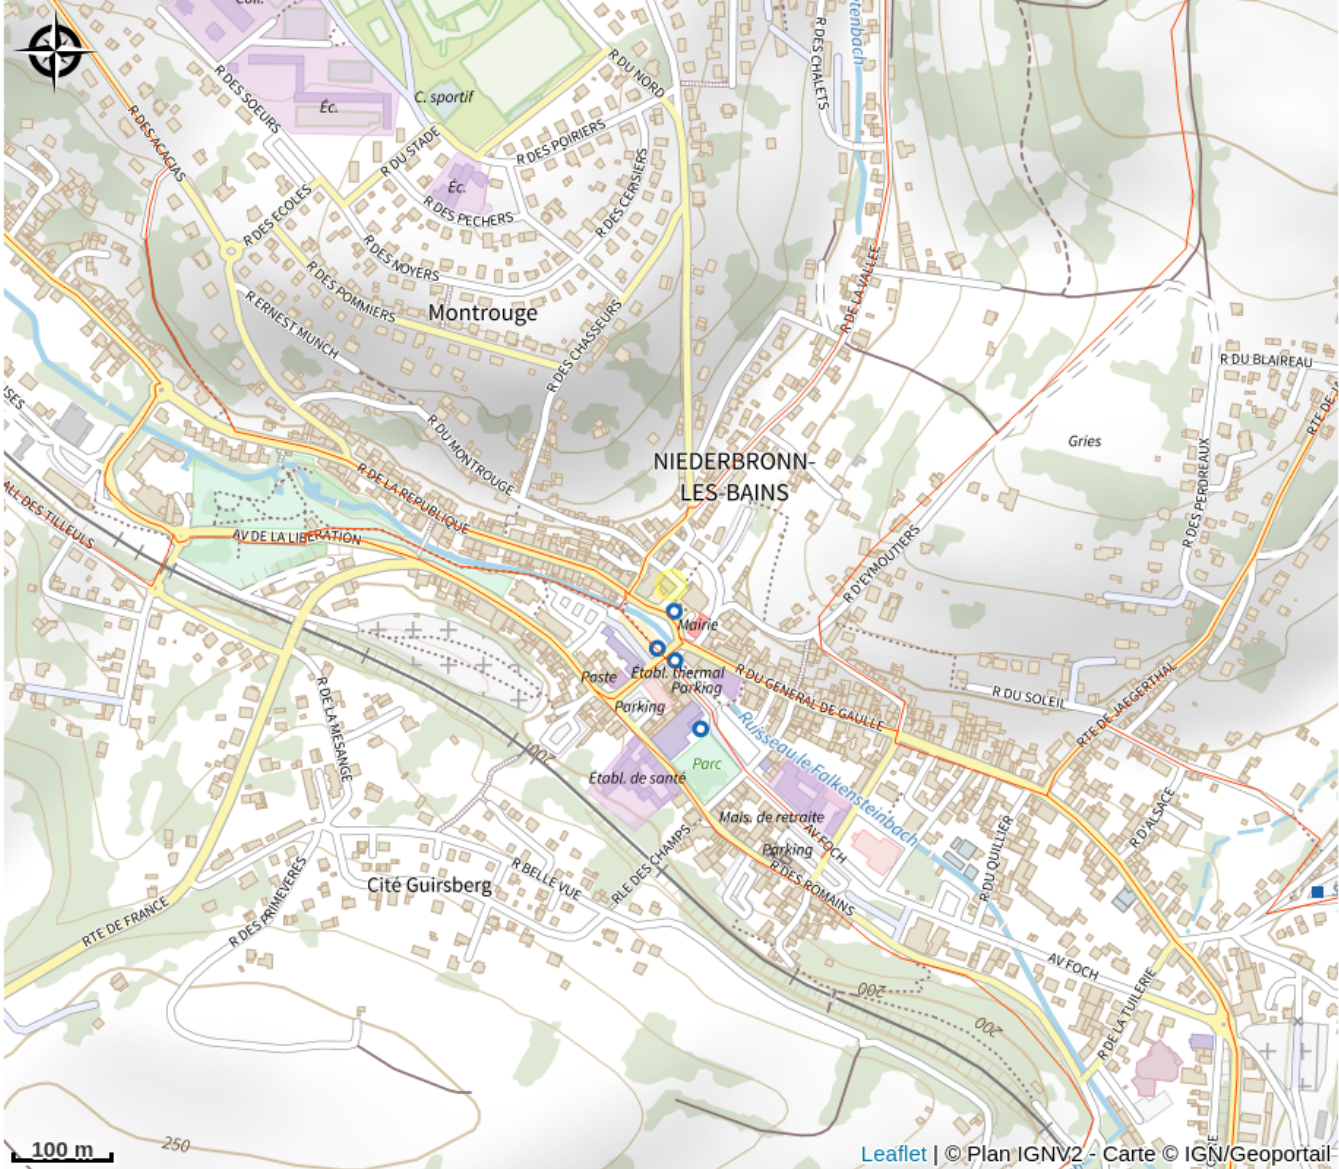 R DES CHALETS
R DU NORD
R DES SOEURS
C. sportif
Éc.
R DES ACACIAS
R DU STADE
R DES POIRIERS
Éc.
R DES CERISIERS
R DES ECOLES
R DES PECHERS
R DES NOYERS
R DES POMMIERS
R DE LA VALLEE
R ERNEST MUNCH
Montrouge
R DES CHASSEURS
R DU BLAIREAU
R DU MONTROUGE
Gries
NIEDERBRONN-
LES-BAINS
R DE LA REPUBLIQUE
R DES PERDREAUX
ALL DES TILLEULS
AV DE LA LIBERATION
R D'EYMOUTIERS
Mairie
Établ. thermal
Paste
Parking
Parking
R DU GENERAL DE GAULLE
R DU SOLEIL
RTE DE JAEGERTHAL
R DE LA MESANGE
Ruisseau le Falkensteinbach
200
Parc
Établ. de santé
Mais. de retraite
AV FOCH
Parking
R DES ROMAINS
R D'ALSACE
R DU QUILLIER
Cité Guirsberg
R BELLE VUE
RLE DES CHAMPS
R DES PRIMEVERES
RTE DE FRANCE
AV FOCH
200
200
R DE LA TUILERIE
250
100 m
Leaflet | © Plan IGNV2 - Carte © IGN/Geoportail